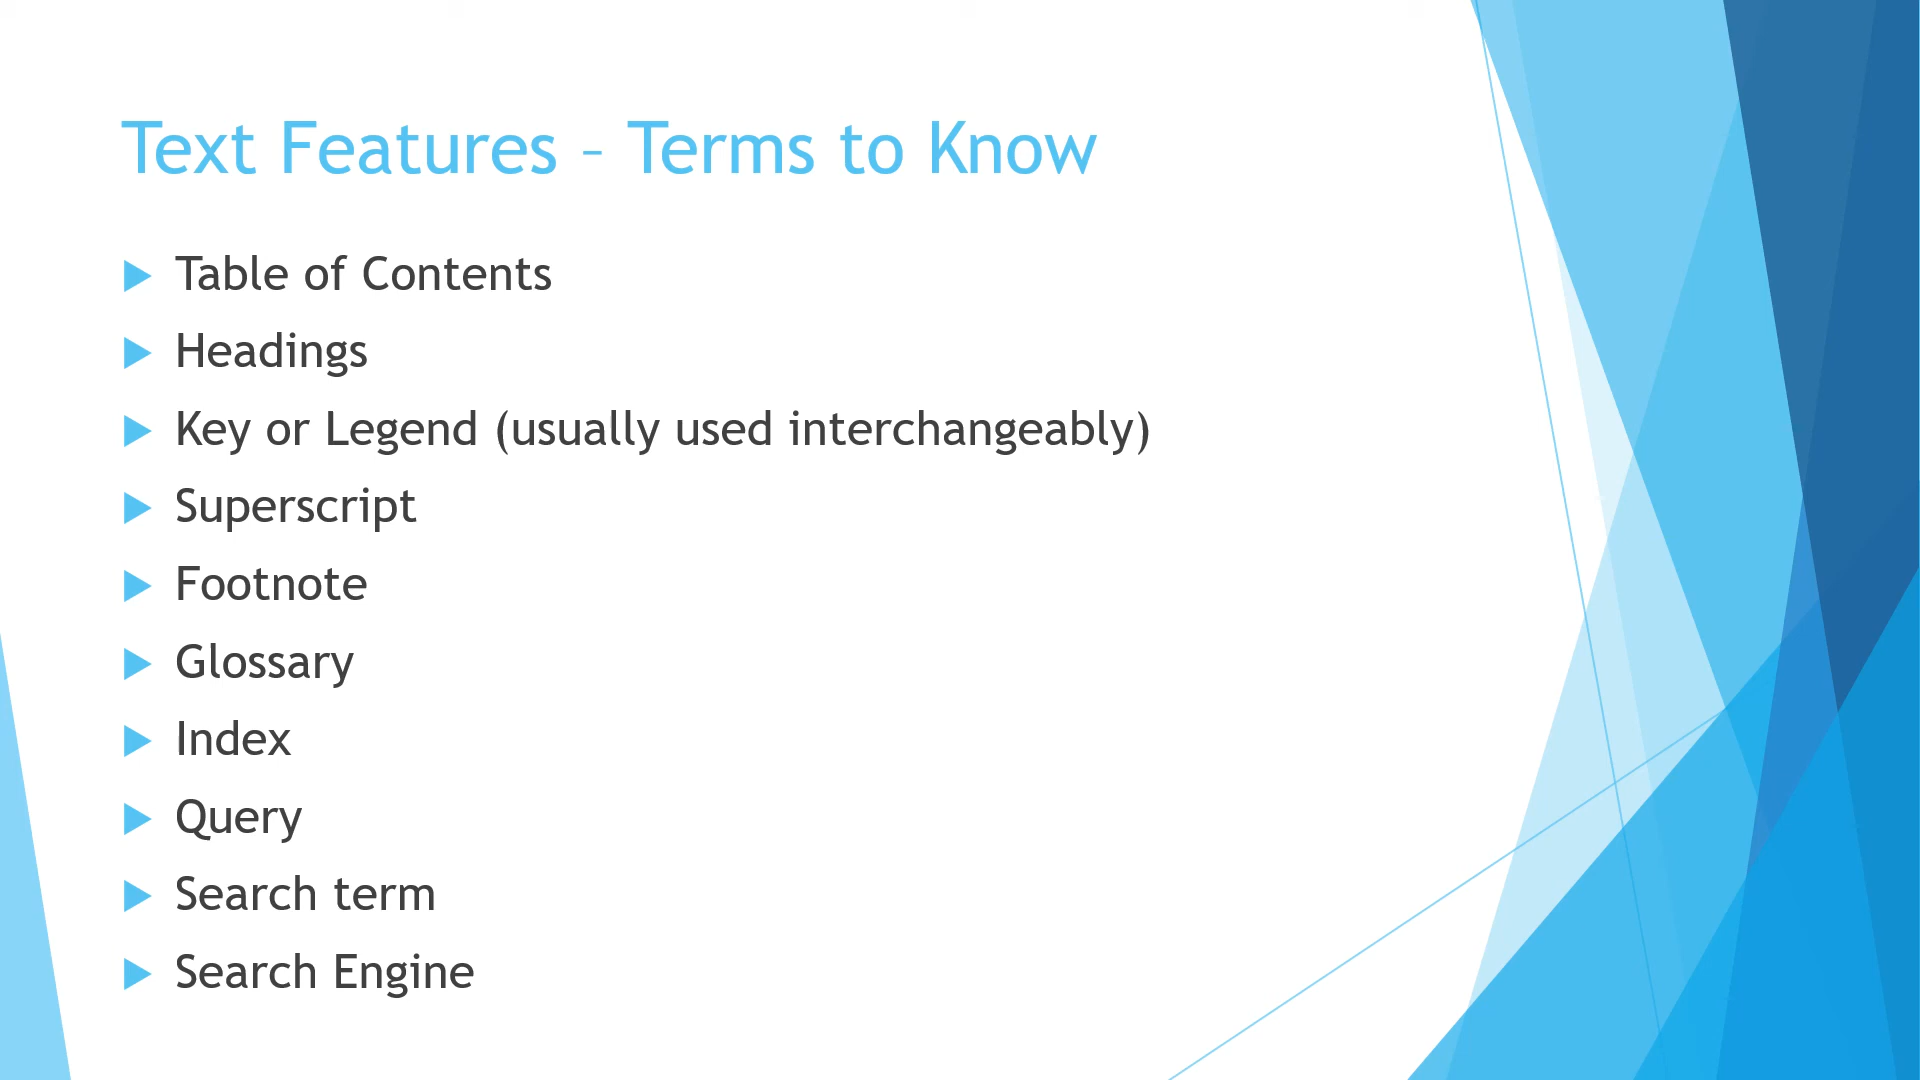 Text Features – Terms to Know
Table of Contents
Headings
Key or Legend (usually used interchangeably)
Superscript
Footnote
Glossary
Index
Query
Search term
Search Engine